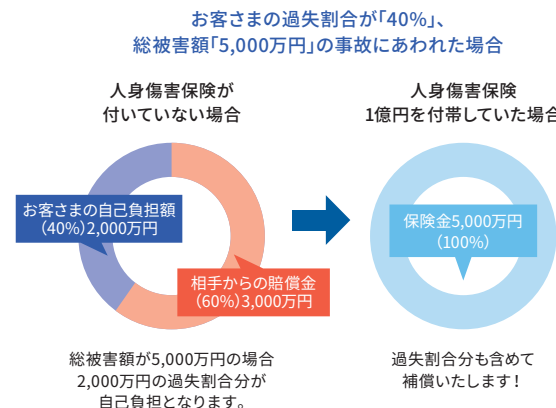 お客さまの過失割合が「40%」、
総被害額「5,000万円」の事故にあわれた場合
人身傷害保険が
付いていない場合
お客さまの自己負担額
(40%)2,000万円
相手からの賠償金
(60%)3,000万円
総被害額が5,000万円の場合
2,000万円の過失割合分が
自己負担となります。
人身傷害保険
1億円を付帯していた場合
保険金5,000万円
(100%)
過失割合分も含めて
補償いたします!